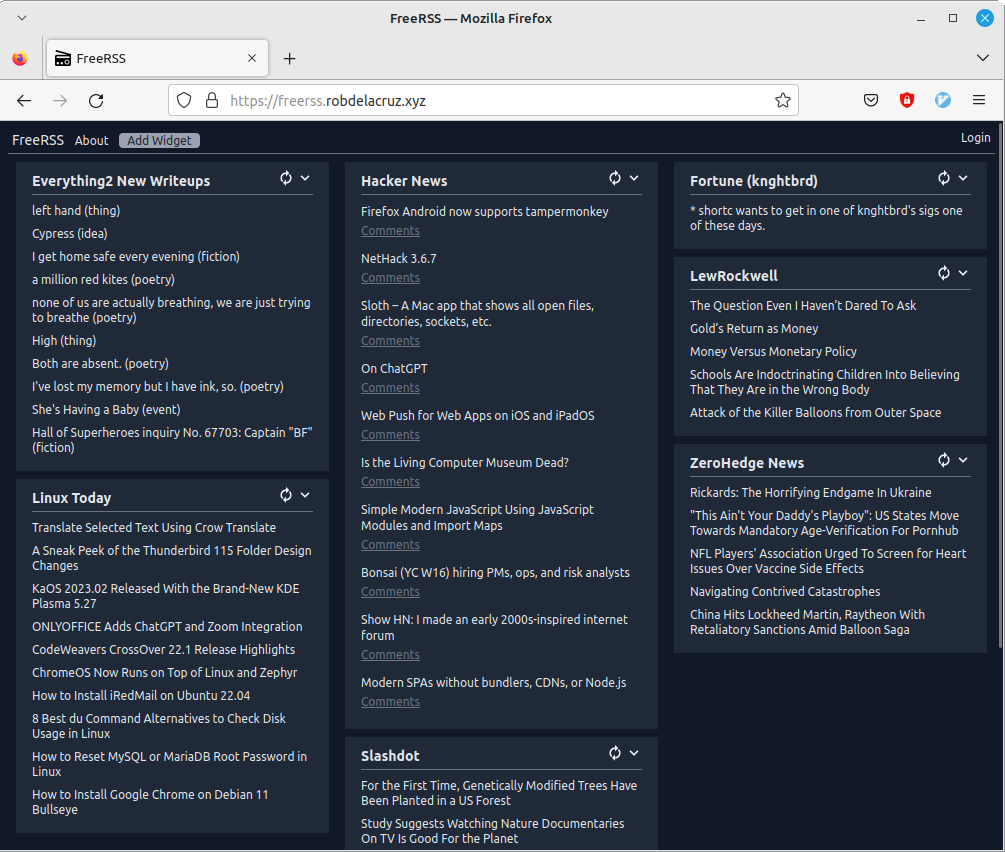 FreeRSS — Mozilla Firefox
FreeRSS
https://freerss.robdelacruz.xyz
FreeRSS About Add Widget
Login
Everything2 New Writeups
left hand (thing)
Cypress (idea)
I get home safe every evening (fiction)
a million red kites (poetry)
none of us are actually breathing, we are just trying
to breathe (poetry)
High (thing)
Both are absent. (poetry)
I've lost my memory but I have ink, so. (poetry)
She's Having a Baby (event)
Hall of Superheroes inquiry No. 67703: Captain "BF"
(fiction)
Linux Today
Translate Selected Text Using Crow Translate
A Sneak Peek of the Thunderbird 115 Folder Design
Changes
KaOS 2023.02 Released With the Brand-New KDE
Plasma 5.27
ONLYOFFICE Adds ChatGPT and Zoom Integration
CodeWeavers CrossOver 22.1 Release Highlights
ChromeOS Now Runs on Top of Linux and Zephyr
How to Install iRedMail on Ubuntu 22.04
8 Best du Command Alternatives to Check Disk
Usage in Linux
How to Reset MySQL or MariaDB Root Password in
Linux
How to Install Google Chrome on Debian 11
Bullseye
Hacker News
Firefox Android now supports tampermonkey
Comments
NetHack 3.6.7
Comments
Sloth – A Mac app that shows all open files,
directories, sockets, etc.
Comments
On ChatGPT
Comments
Web Push for Web Apps on iOS and iPadOS
Comments
Is the Living Computer Museum Dead?
Comments
Simple Modern JavaScript Using JavaScript
Modules and Import Maps
Comments
Bonsai (YC W16) hiring PMs, ops, and risk analysts
Comments
Show HN: I made an early 2000s-inspired internet
forum
Comments
Modern SPAs without bundlers, CDNs, or Node.js
Comments
Slashdot
For the First Time, Genetically Modified Trees Have
Been Planted in a US Forest
Study Suggests Watching Nature Documentaries
On TV Is Good For the Planet
Fortune (knghtbrd)
* shortc wants to get in one of knghtbrd's sigs one
of these days.
LewRockwell
The Question Even I Haven’t Dared To Ask
Gold’s Return as Money
Money Versus Monetary Policy
Schools Are Indoctrinating Children Into Believing
That They Are in the Wrong Body
Attack of the Killer Balloons from Outer Space
ZeroHedge News
Rickards: The Horrifying Endgame In Ukraine
"This Ain't Your Daddy's Playboy": US States Move
Towards Mandatory Age-Verification For Pornhub
NFL Players' Association Urged To Screen for Heart
Issues Over Vaccine Side Effects
Navigating Contrived Catastrophes
China Hits Lockheed Martin, Raytheon With
Retaliatory Sanctions Amid Balloon Saga